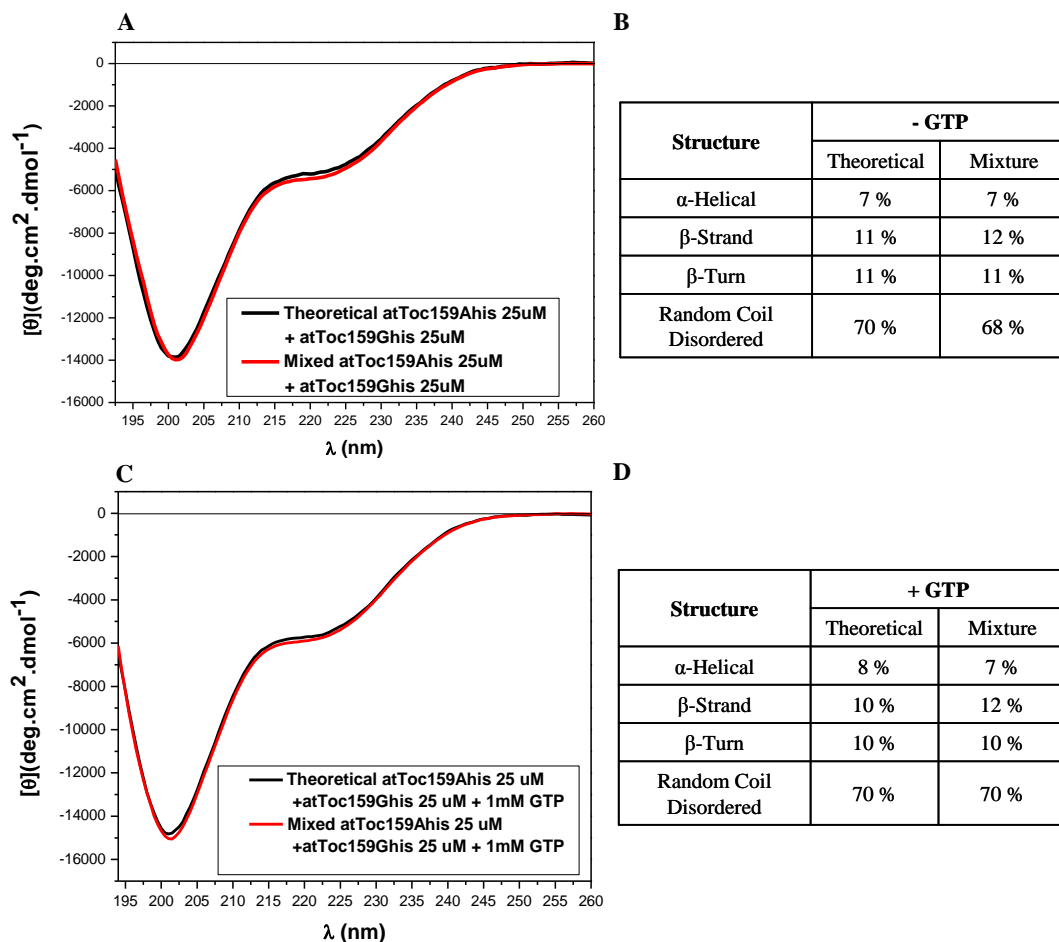 A
0
-2000
-4000
-6000
-8000
-10000
-12000
-14000
-16000
[θ](deg.cm².dmol⁻¹)
Theoretical atToc159Ahis 25uM
+ atToc159Ghis 25uM
Mixed atToc159Ahis 25uM
+ atToc159Ghis 25uM
195 200 205 210 215 220 225 230 235 240 245 250 255 260
λ (nm)
B
Structure - GTP
Theoretical Mixture
α-Helical 7 % 7 %
β-Strand 11 % 12 %
β-Turn 11 % 11 %
Random Coil
Disordered 70 % 68 %
C
0
-2000
-4000
-6000
-8000
-10000
-12000
-14000
-16000
[θ](deg.cm².dmol⁻¹)
Theoretical atToc159Ahis 25 uM
+atToc159Ghis 25 uM + 1mM GTP
Mixed atToc159Ahis 25 uM
+atToc159Ghis 25 uM + 1mM GTP
195 200 205 210 215 220 225 230 235 240 245 250 255 260
λ (nm)
D
Structure + GTP
Theoretical Mixture
α-Helical 8 % 7 %
β-Strand 10 % 12 %
β-Turn 10 % 10 %
Random Coil
Disordered 70 % 70 %